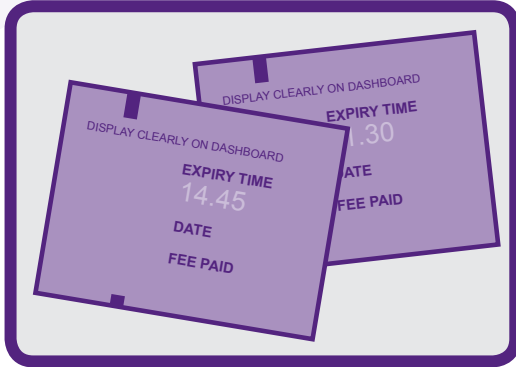 DISPLAY CLEARLY ON DASHBOARD
EXPIRY TIME
14.45
DATE
FEE PAID
DISPLAY CLEARLY ON DASHBOARD
EXPIRY TIME
FEE PAID